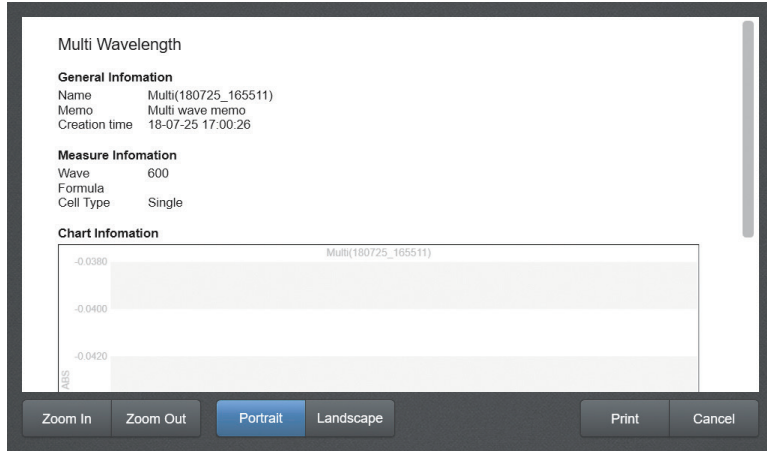 Multi Wavelength
General Infomation
Name Multi(180725_165511)
Memo Multi wave memo
Creation time 18-07-25 17:00:26
Measure Infomation
Wave 600
Formula
Cell Type Single
Chart Infomation
Multi(180725_165511)
-0.0380
-0.0400
-0.0420
ABS
Zoom In Zoom Out Portrait Landscape Print Cancel